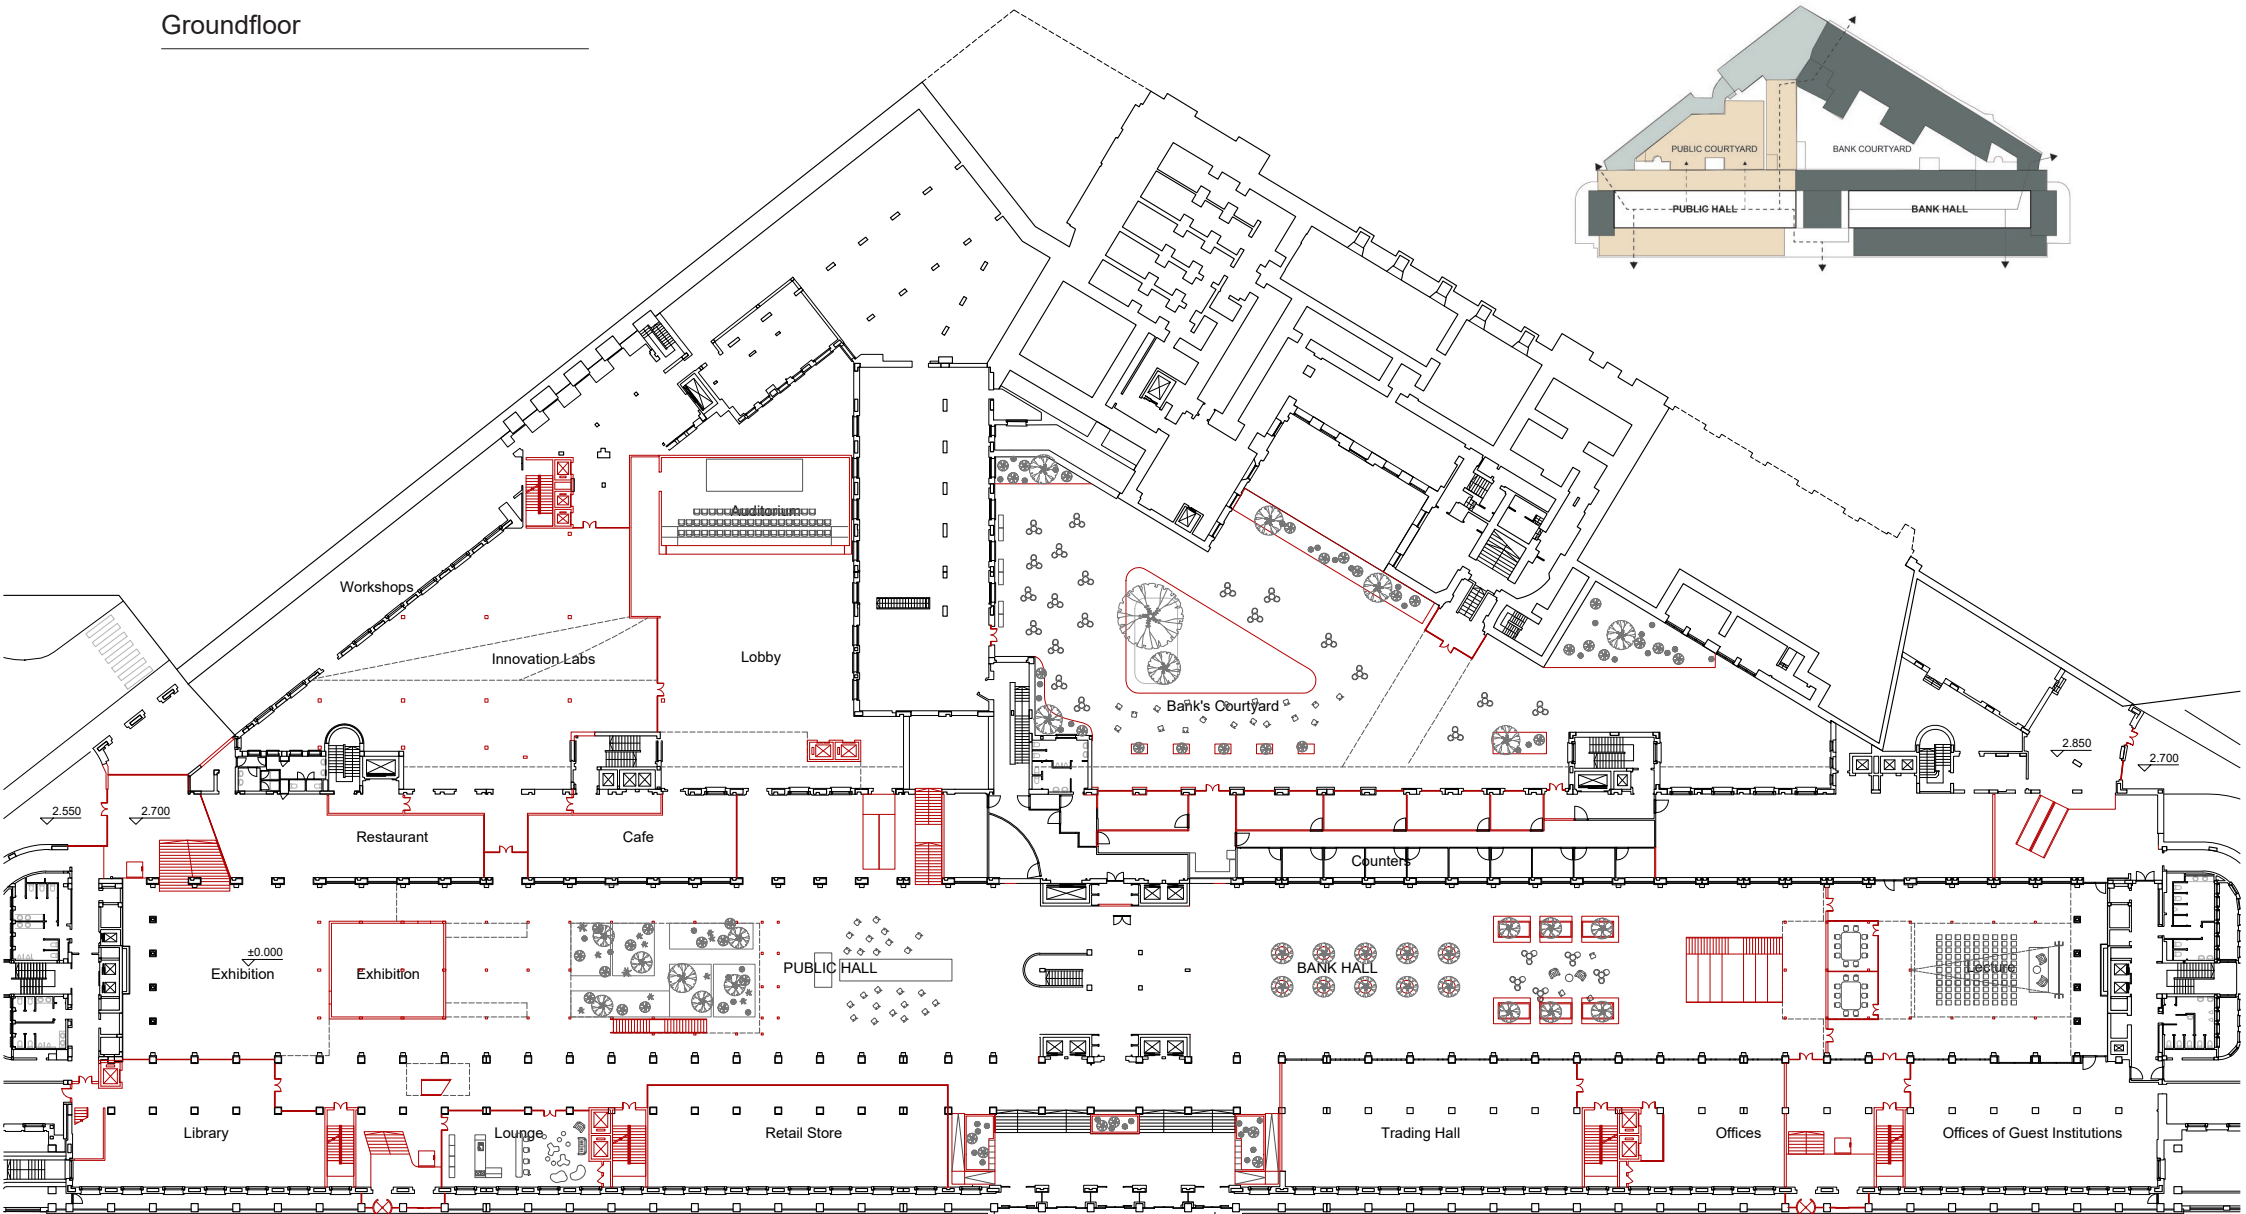 Groundfloor
PUBLIC COURTYARD
BANK COURTYARD
PUBLIC HALL
BANK HALL
Auditorium
Workshops
Innovation Labs
Lobby
Bank's Courtyard
2.850
2.700
2.550
2.700
Restaurant
Cafe
Counters
±0.000
Exhibition
Exhibition
PUBLIC HALL
BANK HALL
Lecture
Library
Lounge
Retail Store
Trading Hall
Offices
Offices of Guest Institutions